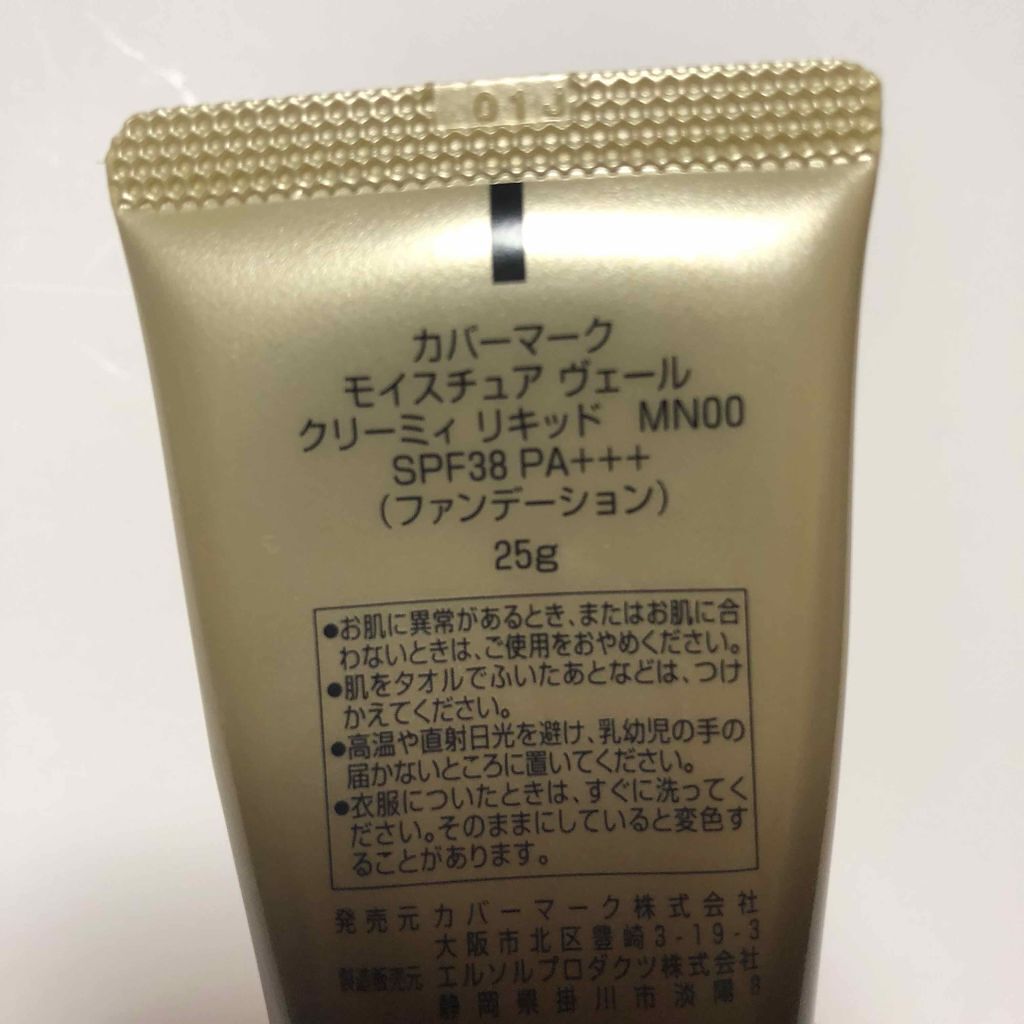 01J
カバーマーク
モイスチュア ヴェール
クリーミィ リキッド MN00
SPF38 PA+++
(ファンデーション)
25g
●お肌に異常があるとき、またはお肌に合
わないときは、ご使用をおやめください。
●肌をタオルでふいたあとなどは、つけ
かえてください。
●高温や直射日光を避け、乳幼児の手の
届かないところに置いてください。
●衣服についたときは、すぐに洗ってく
ださい。そのままにしていると変色す
ることがあります。
発売元 カバーマーク株式会社
大阪市北区豊崎3-19-3
製造販売元 エルソルプロダクツ株式会社
静岡県掛川市淡陽8